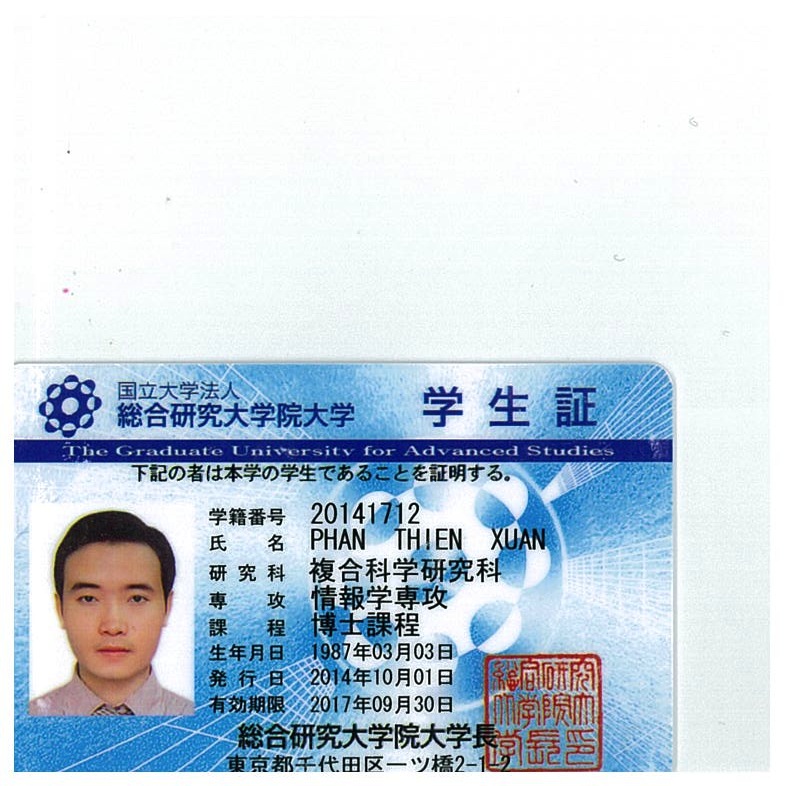 国立大学法人
総合研究大学院大学 学生証
The Graduate University for Advanced Studies
下記の者は本学の学生であることを証明する。
学籍番号 20141712
氏名 PHAN THIEN XUAN
研究科 複合科学研究科
専攻 情報学専攻
課程 博士課程
生年月日 1987年03月03日
発行日 2014年10月01日
有効期限 2017年09月30日
総合研究大学院大学長
東京都千代田区一ツ橋2-1-2